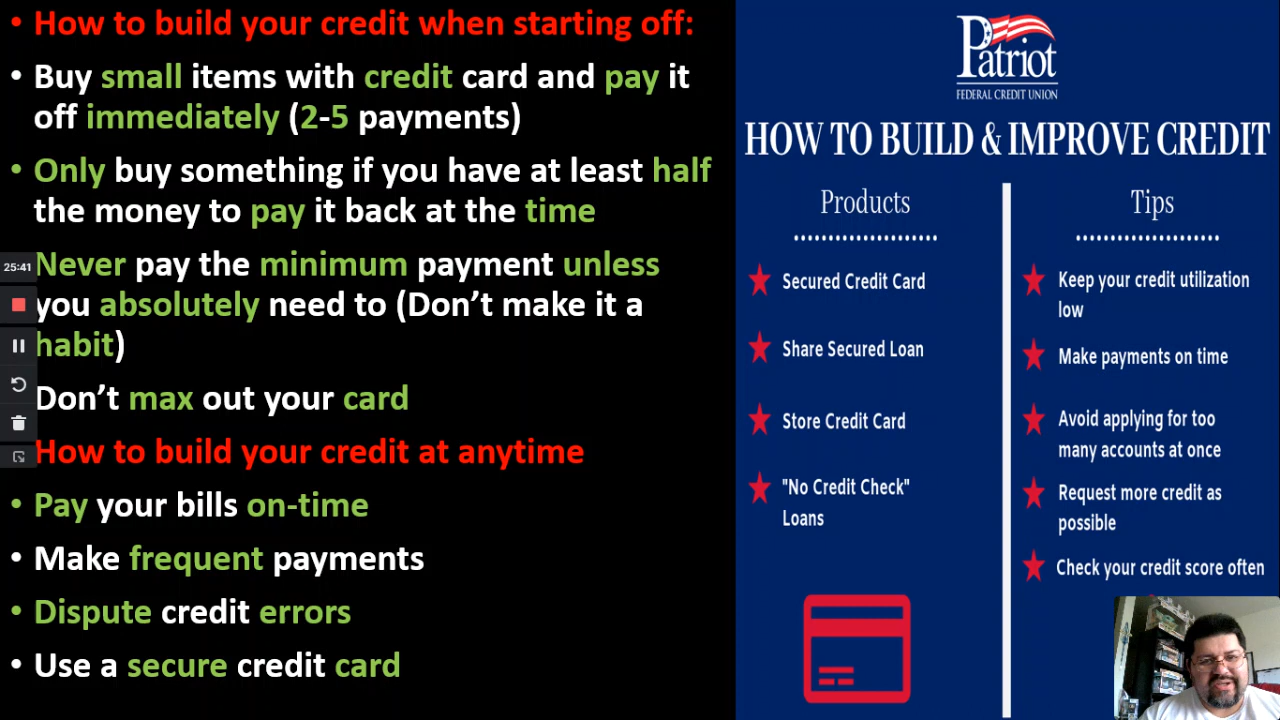 • How to build your credit when starting off:
• Buy small items with credit card and pay it
off immediately (2-5 payments)
• Only buy something if you have at least half
the money to pay it back at the time
Never pay the minimum payment unless
you absolutely need to (Don’t make it a
habit)
Don’t max out your card
How to build your credit at anytime
• Pay your bills on-time
• Make frequent payments
• Dispute credit errors
• Use a secure credit card
25:41
Patriot
FEDERAL CREDIT UNION
HOW TO BUILD & IMPROVE CREDIT
Products
Secured Credit Card
Share Secured Loan
Store Credit Card
"No Credit Check"
Loans
Tips
Keep your credit utilization
low
Make payments on time
Avoid applying for too
many accounts at once
Request more credit as
possible
Check your credit score often